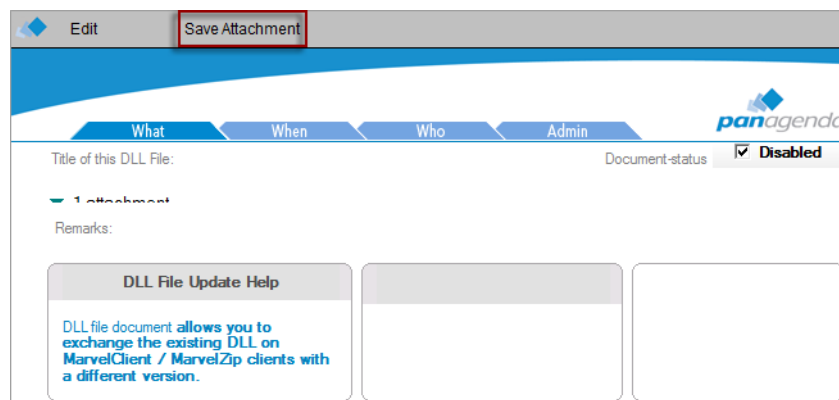 Edit Save Attachment
What When Who Admin
panagenda
Title of this DLL File: Document-status Disabled
1 attachment
Remarks:
DLL File Update Help
DLL file document allows you to
exchange the existing DLL on
MarvelClient / MarvelZip clients with
a different version.